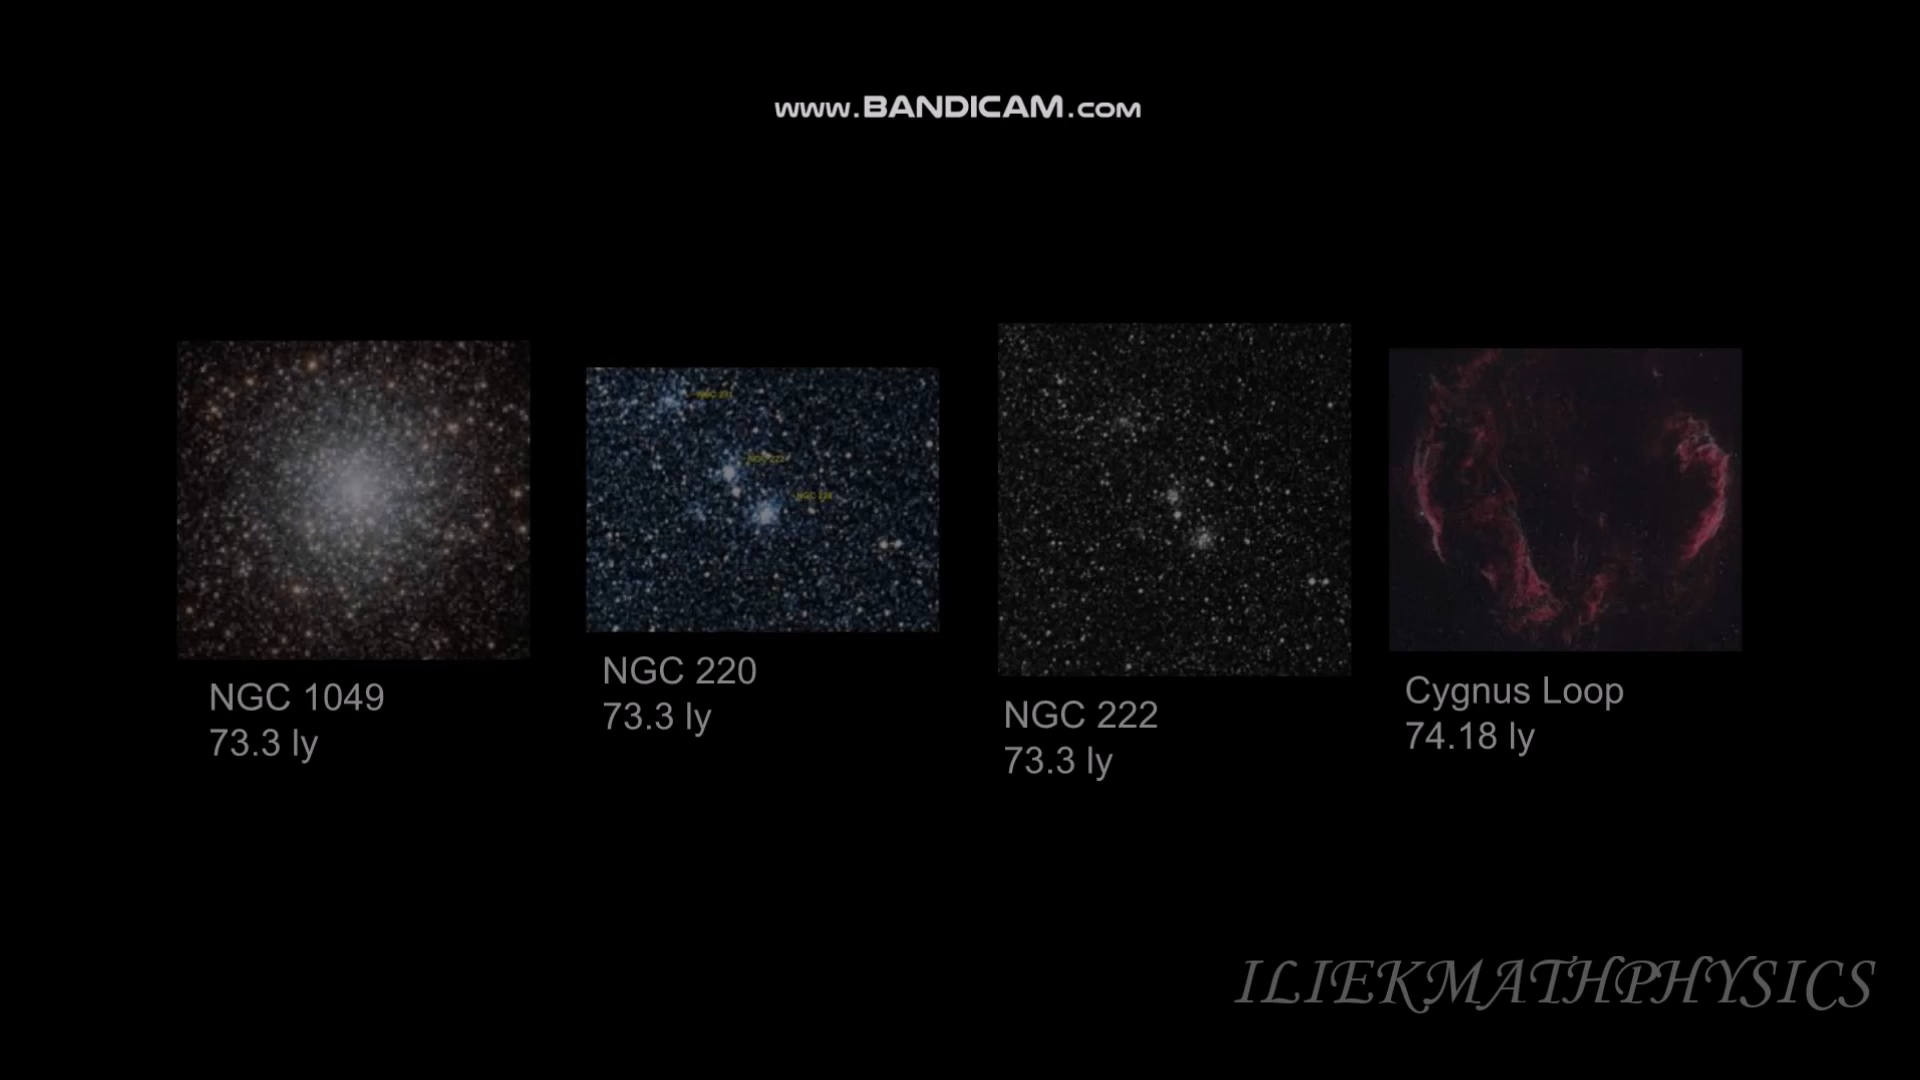 www.BANDICAM.com
NGC 1049
73.3 ly
NGC 220
73.3 ly
NGC 222
73.3 ly
Cygnus Loop
74.18 ly
ILIEKMATHPHYSICS